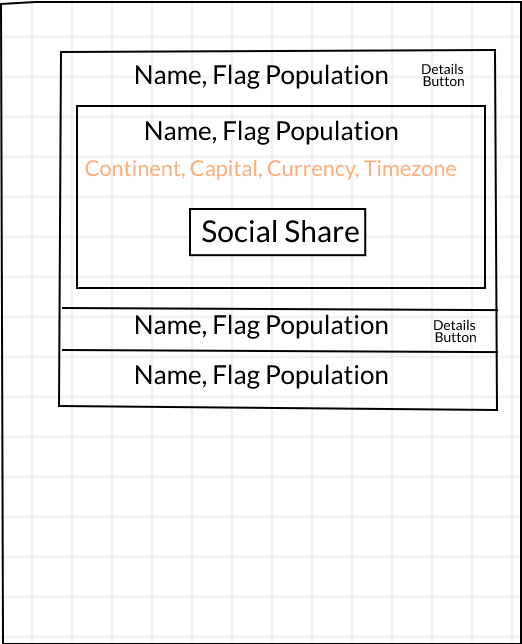 Name, Flag Population
Details
Button
Name, Flag Population
Continent, Capital, Currency, Timezone
Social Share
Name, Flag Population
Details
Button
Name, Flag Population